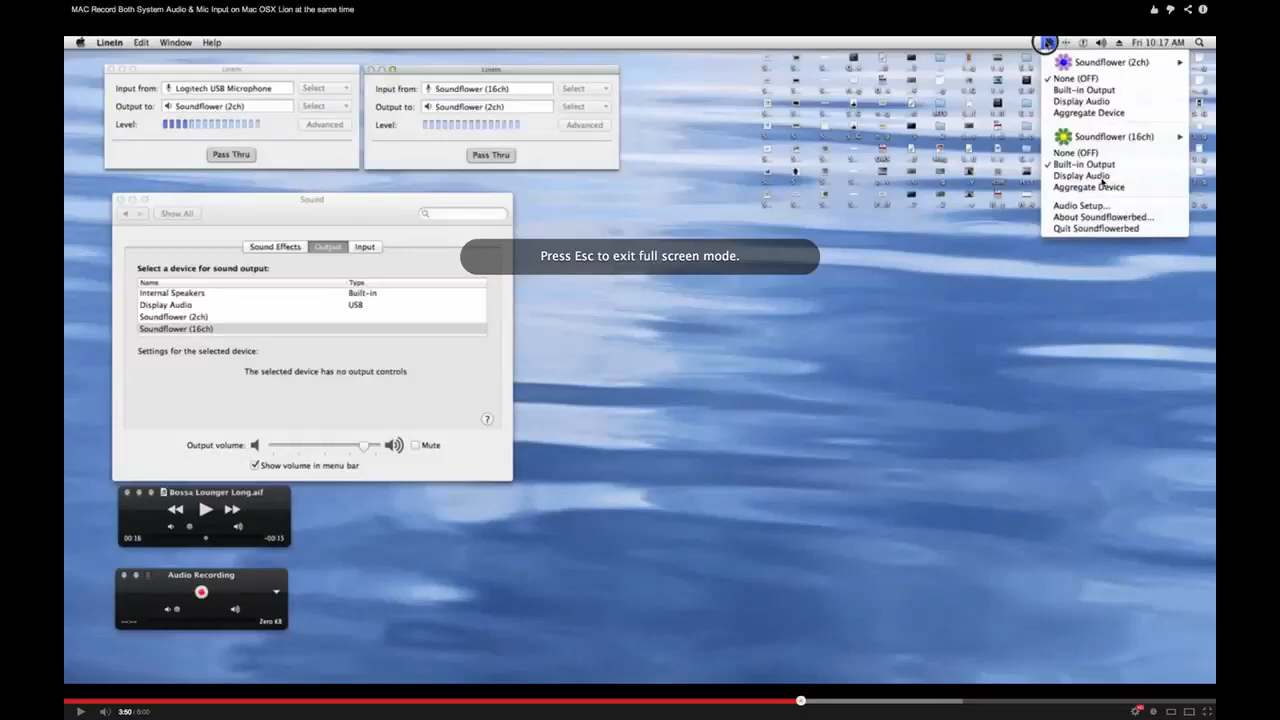 MAC Record Both System Audio & Mic Input on Mac OSX Lion at the same time
LineIn Edit Window Help
Fri 10:17 AM
LineIn
Input from: Logitech USB Microphone Select
Output to: Soundflower (2ch) Select
Level: Advanced
Pass Thru
LineIn
Input from: Soundflower (16ch) Select
Output to: Soundflower (2ch) Select
Level: Advanced
Pass Thru
Soundflower (2ch)
None (OFF)
Built-in Output
Display Audio
Aggregate Device
Soundflower (16ch)
None (OFF)
Built-in Output
Display Audio
Aggregate Device
Audio Setup...
About Soundflowerbed...
Quit Soundflowerbed
Sound
Show All
Sound Effects Output Input
Select a device for sound output:
Name Type
Internal Speakers Built-in
Display Audio USB
Soundflower (2ch)
Soundflower (16ch)
Settings for the selected device:
The selected device has no output controls
?
Output volume: Mute
Show volume in menu bar
Press Esc to exit full screen mode.
Bossa Lounger Long.aif
00:16 -00:15
Audio Recording
--:-- Zero KB
3:50 / 6:00